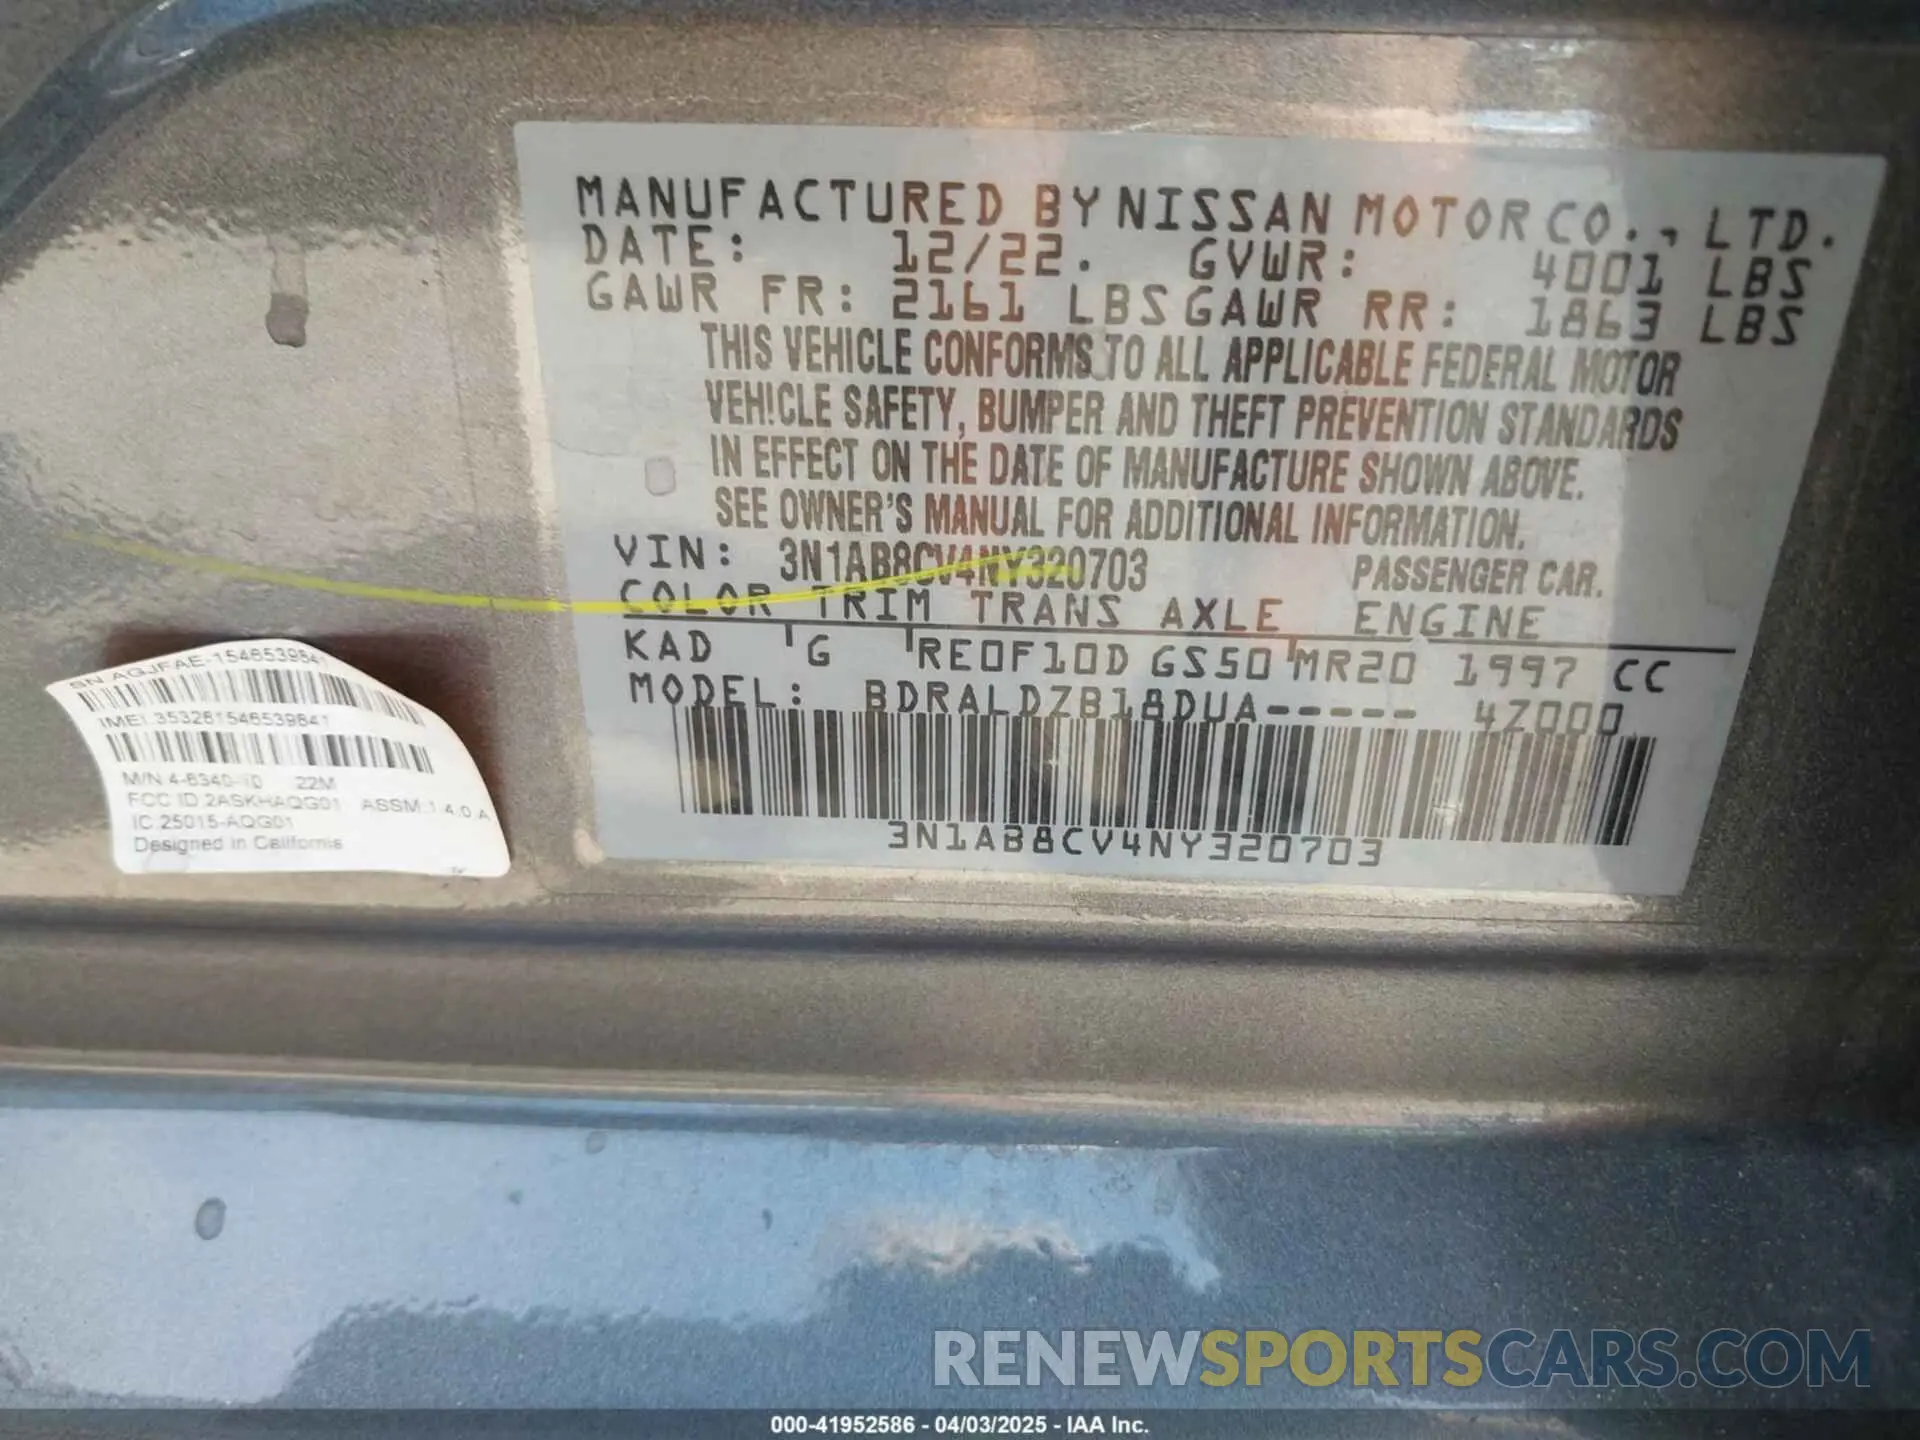 MANUFACTURED BY NISSAN MOTOR CO., LTD.
DATE: 12/22. GVWR: 4001 LBS
GAWR FR: 2161 LBS GAWR RR: 1863 LBS
THIS VEHICLE CONFORMS TO ALL APPLICABLE FEDERAL MOTOR
VEHICLE SAFETY, BUMPER AND THEFT PREVENTION STANDARDS
IN EFFECT ON THE DATE OF MANUFACTURE SHOWN ABOVE.
SEE OWNER'S MANUAL FOR ADDITIONAL INFORMATION.
VIN: 3N1AB8CV4NY320703 PASSENGER CAR.
COLOR TRIM TRANS AXLE ENGINE
KAD G RE0F10D GS50 MR20 1997 CC
MODEL: BDRALDZB18DUA----- 4Z000
3N1AB8CV4NY320703
SN AGJFAE-1546539841
IMEI 353261546539841
M/N 4-6340-10 22M
FCC ID 2ASKHAQG01 ASSM.1.4.0.A
IC 25015-AQG01
Designed in California
RENEWSPORTSCARS.COM
000-41952586 - 04/03/2025 - IAA Inc.